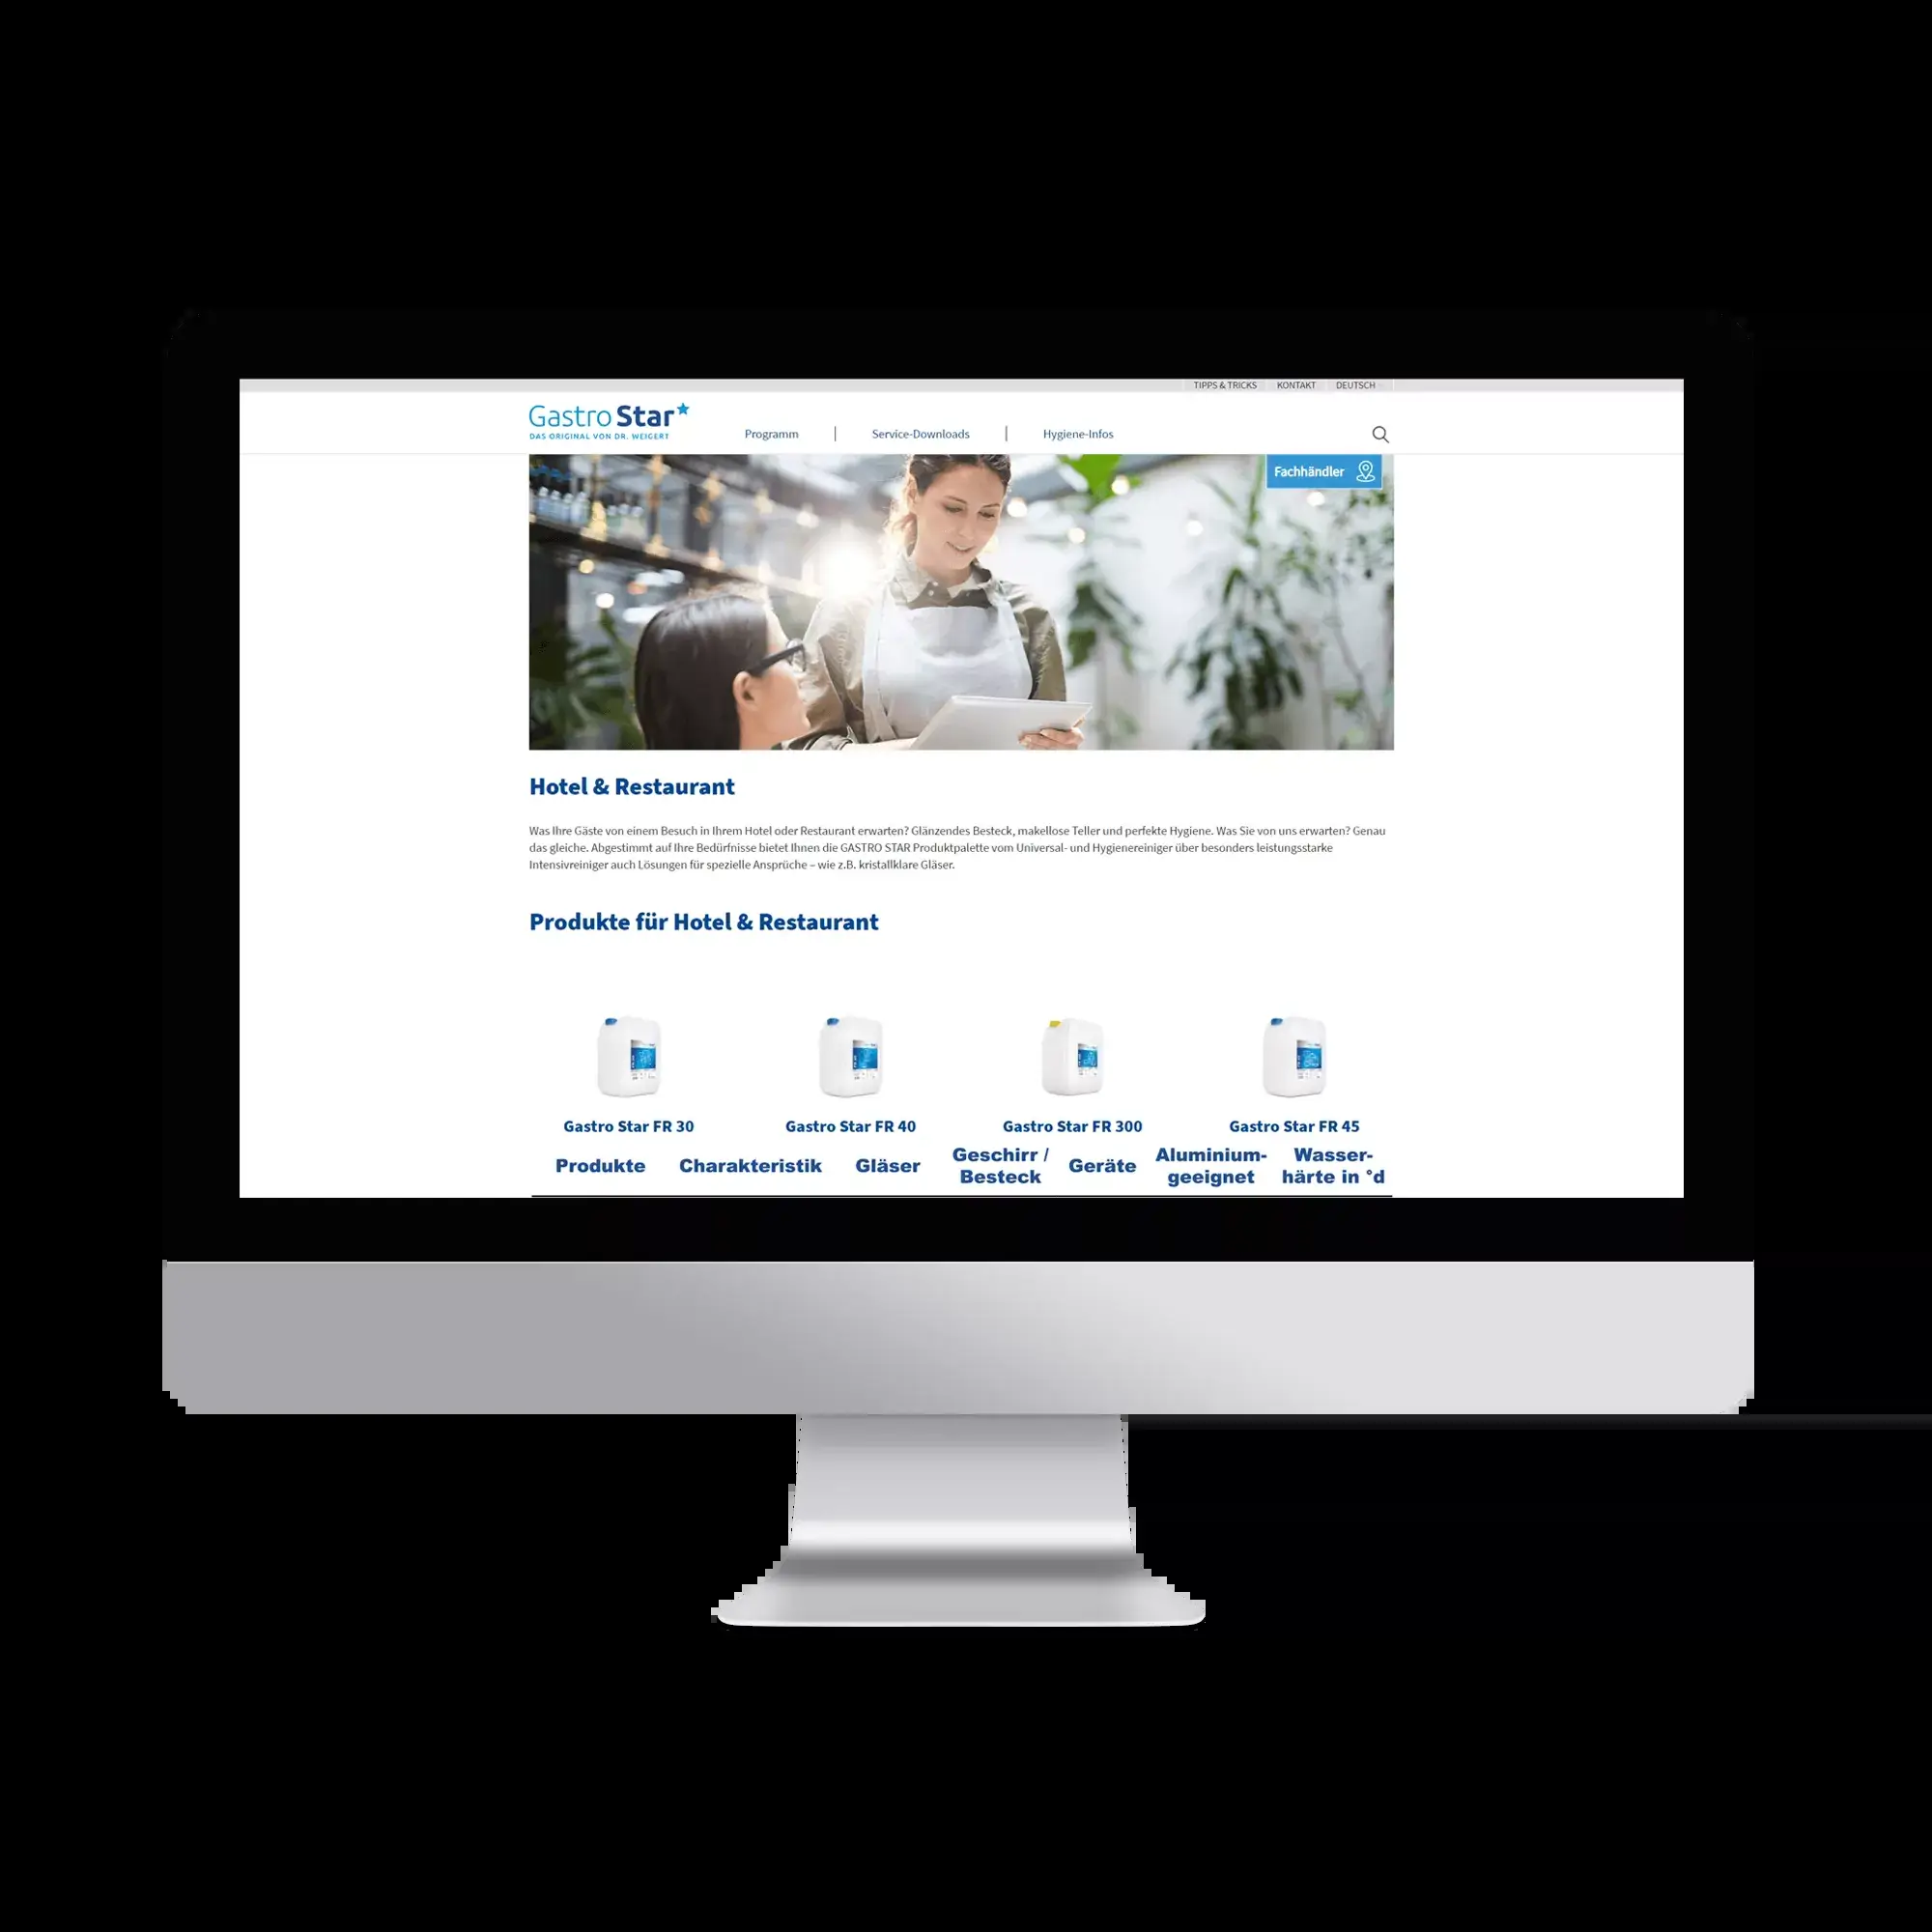 TIPPS & TRICKS KONTAKT DEUTSCH
Gastro Star
DAS ORIGINAL VON DR. WEIGERT
Programm | Service-Downloads | Hygiene-Infos
Fachhändler
Hotel & Restaurant
Was Ihre Gäste von einem Besuch in Ihrem Hotel oder Restaurant erwarten? Glänzendes Besteck, makellose Teller und perfekte Hygiene. Was Sie von uns erwarten? Genau
das gleiche. Abgestimmt auf Ihre Bedürfnisse bietet Ihnen die GASTRO STAR Produktpalette vom Universal- und Hygienereiniger über besonders leistungsstarke
Intensivreiniger auch Lösungen für spezielle Ansprüche – wie z.B. kristallklare Gläser.
Produkte für Hotel & Restaurant
Gastro Star FR 30
Gastro Star FR 40
Gastro Star FR 300
Gastro Star FR 45
Produkte
Charakteristik
Gläser
Geschirr /
Besteck
Geräte
Aluminium-
geeignet
Wasser-
härte in °d